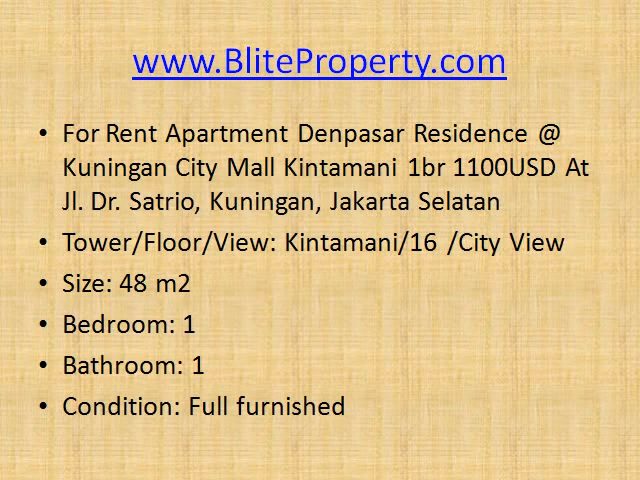 www.BliteProperty.com
• For Rent Apartment Denpasar Residence @
Kuningan City Mall Kintamani 1br 1100USD At
Jl. Dr. Satrio, Kuningan, Jakarta Selatan
• Tower/Floor/View: Kintamani/16 /City View
• Size: 48 m2
• Bedroom: 1
• Bathroom: 1
• Condition: Full furnished